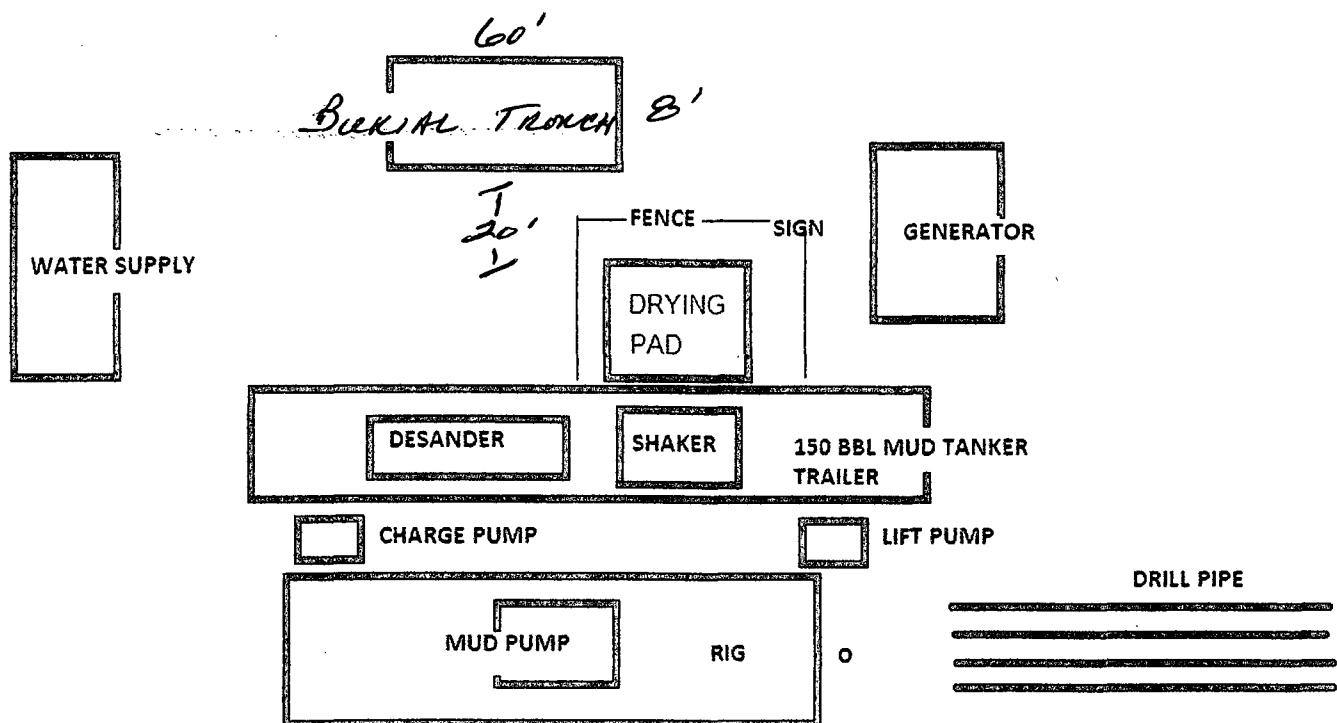 60'
BURIAL TRENCH 8'
20'
FENCE
SIGN
GENERATOR
WATER SUPPLY
DRYING
PAD
DESANDER
SHAKER
150 BBL MUD TANKER
TRAILER
CHARGE PUMP
LIFT PUMP
DRILL PIPE
MUD PUMP
RIG
O